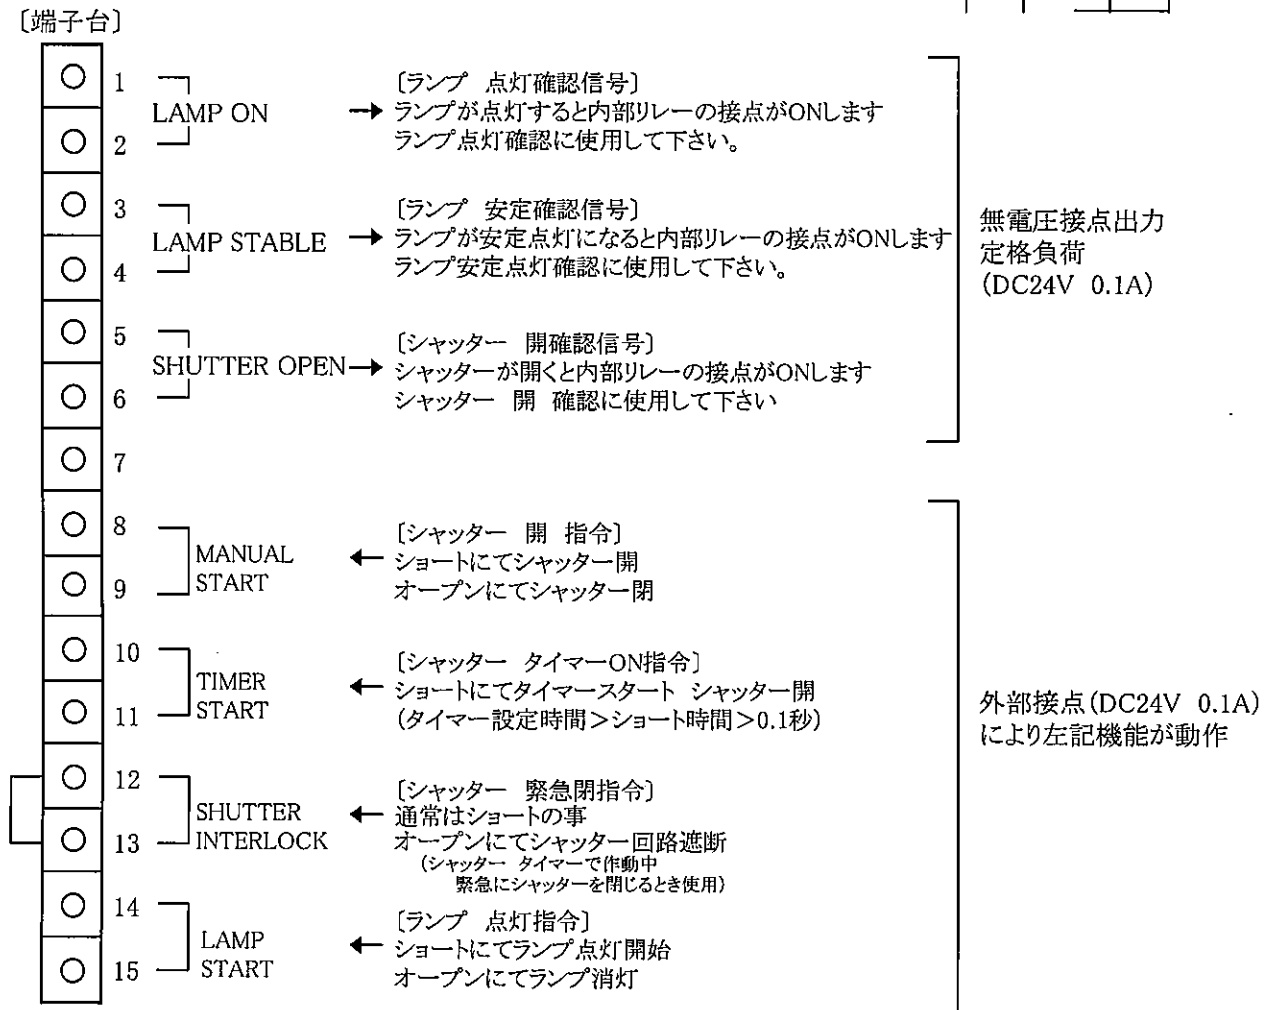 〔端子台〕
1
LAMP ON
2
〔ランプ 点灯確認信号〕
ランプが点灯すると内部リレーの接点がONします
ランプ点灯確認に使用して下さい。
3
LAMP STABLE
4
〔ランプ 安定確認信号〕
ランプが安定点灯になると内部リレーの接点がONします
ランプ安定点灯確認に使用して下さい。
5
SHUTTER OPEN
6
〔シャッター 開確認信号〕
シャッターが開くと内部リレーの接点がONします
シャッター 開 確認に使用して下さい
無電圧接点出力
定格負荷
(DC24V 0.1A)
7
8
MANUAL
START
9
〔シャッター 開 指令〕
ショートにてシャッター開
オープンにてシャッター閉
10
TIMER
START
11
〔シャッター タイマーON指令〕
ショートにてタイマースタート シャッター開
(タイマー設定時間>ショート時間>0.1秒)
12
SHUTTER
INTERLOCK
13
〔シャッター 緊急閉指令〕
通常はショートの事
オープンにてシャッター回路遮断
(シャッター タイマーで作動中
緊急にシャッターを閉じるとき使用)
14
LAMP
START
15
〔ランプ 点灯指令〕
ショートにてランプ点灯開始
オープンにてランプ消灯
外部接点(DC24V 0.1A)
により左記機能が動作